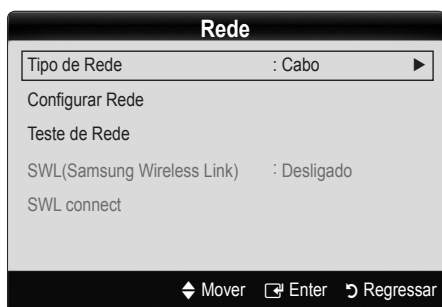 Rede
Tipo de Rede : Cabo ▶
Configurar Rede
Teste de Rede
SWL(Samsung Wireless Link) : Desligado
SWL connect
Mover Enter Regressar